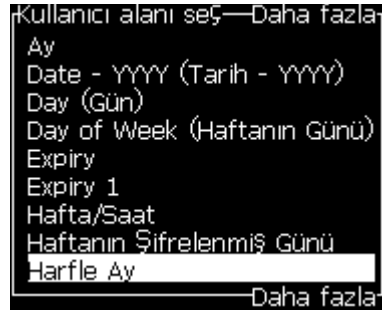 Kullanıcı alanı seç Daha fazla
Ay
Date - YYYY (Tarih - YYYY)
Day (Gün)
Day of Week (Haftanın Günü)
Expiry
Expiry 1
Hafta/Saat
Haftanın Şifrelenmiş Günü
Harfle Ay
Daha fazla